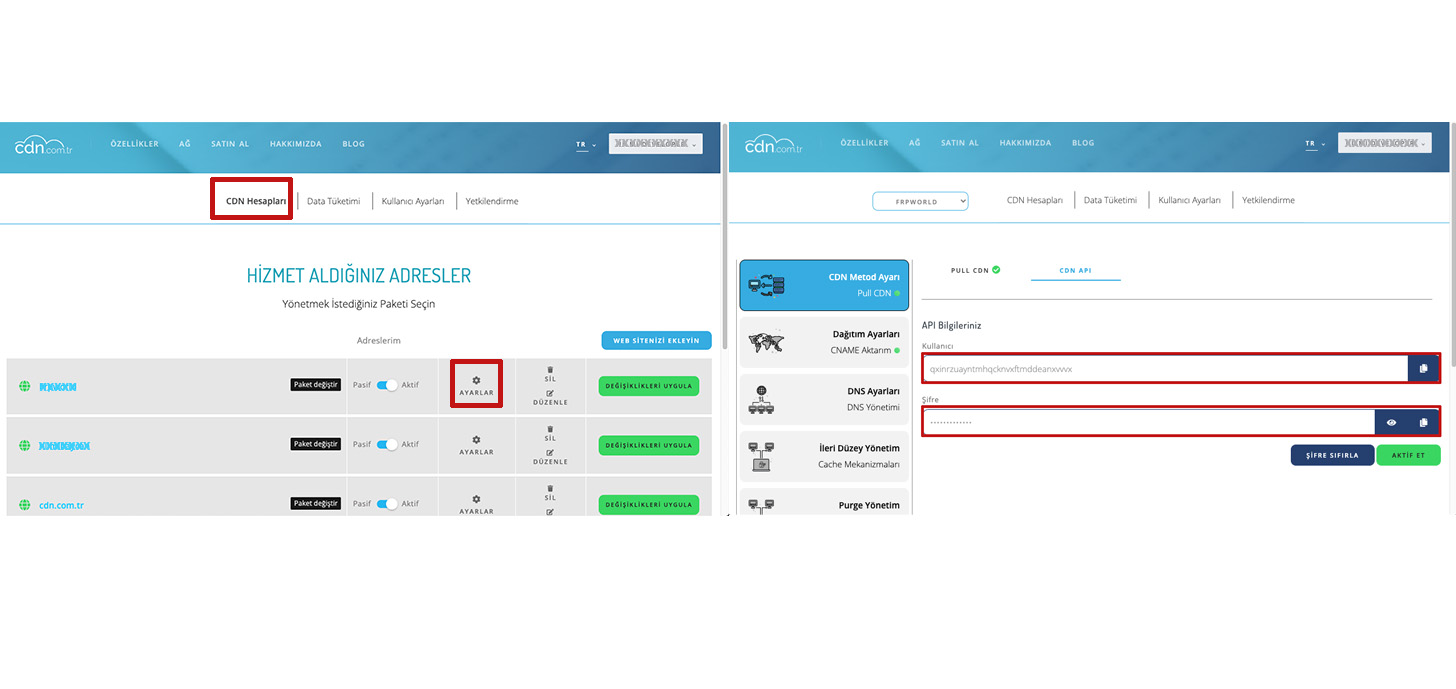 cdn.com.tr
ÖZELLİKLER AĞ SATIN AL HAKKIMIZDA BLOG
TR
CDN Hesapları Data Tüketimi Kullanıcı Ayarları Yetkilendirme
HİZMET ALDIĞINIZ ADRESLER
Yönetmek İstediğiniz Paketi Seçin
Adreslerim
WEB SİTENİZİ EKLEYİN
Paket değiştir Pasif Aktif
AYARLAR
SİL
DÜZENLE
DEĞİŞİKLİKLERİ UYGULA
Paket değiştir Pasif Aktif
AYARLAR
SİL
DÜZENLE
DEĞİŞİKLİKLERİ UYGULA
cdn.com.tr Paket değiştir Pasif Aktif
AYARLAR
SİL
DEĞİŞİKLİKLERİ UYGULA
cdn.com.tr
ÖZELLİKLER AĞ SATIN AL HAKKIMIZDA BLOG
TR
FRPWORLD
CDN Hesapları Data Tüketimi Kullanıcı Ayarları Yetkilendirme
CDN Metod Ayarı
Pull CDN
Dağıtım Ayarları
CNAME Aktarım
DNS Ayarları
DNS Yönetimi
İleri Düzey Yönetim
Cache Mekanizmaları
Purge Yönetim
PULL CDN CDN API
API Bilgileriniz
Kullanıcı
qxinrzuayntmhqcknvxftmddeanxvvvx
Şifre
ŞİFRE SIFIRLA AKTİF ET